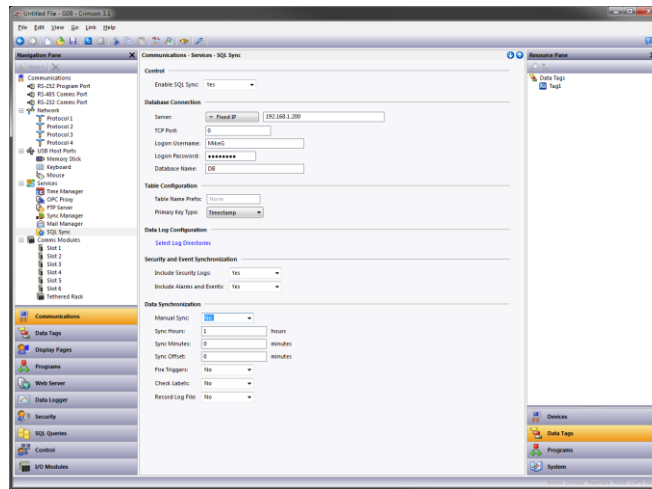 Untitled File - G09 - Crimson 3.1
File Edit View Go Link Help
Navigation Pane
Communications - Services - SQL Sync
Resource Pane
Communications
RS-232 Program Port
RS-485 Comms Port
RS-232 Comms Port
Network
Protocol 1
Protocol 2
Protocol 3
Protocol 4
USB Host Ports
Memory Stick
Keyboard
Mouse
Services
Time Manager
OPC Proxy
FTP Server
Sync Manager
Mail Manager
SQL Sync
Comms Modules
Slot 1
Slot 2
Slot 3
Slot 4
Slot 5
Slot 6
Tethered Rack
Communications
Data Tags
Display Pages
Programs
Web Server
Data Logger
Security
SQL Queries
Control
I/O Modules
Control
Enable SQL Sync: Yes
Database Connection
Server: Fixed IP 192.168.1.200
TCP Port: 0
Logon Username: MikeG
Logon Password: ●●●●●●●●
Database Name: DB
Table Configuration
Table Name Prefix: None
Primary Key Type: Timestamp
Data Log Configuration
Select Log Directories
Security and Event Synchronization
Include Security Logs: Yes
Include Alarms and Events: Yes
Data Synchronization
Manual Sync: No
Sync Hours: 1 hours
Sync Minutes: 0 minutes
Sync Offset: 0 minutes
Fire Triggers: No
Check Labels: No
Record Log File: No
Data Tags
Tag1
Devices
Data Tags
Programs
System